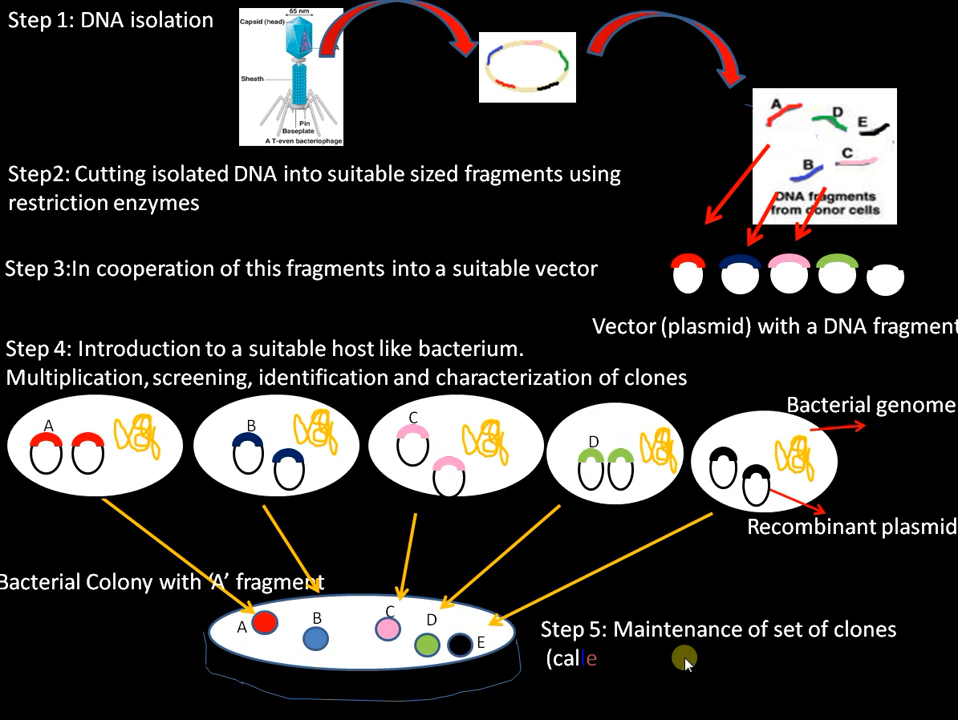 Step 1: DNA isolation
65 nm
Capsid (head)
A
Sheath
Pin
Baseplate
A T-even bacteriophage
A
D
E
B
C
DNA fragments
from donor cells
Step2: Cutting isolated DNA into suitable sized fragments using
restriction enzymes
Step 3:In cooperation of this fragments into a suitable vector
Vector (plasmid) with a DNA fragment
Step 4: Introduction to a suitable host like bacterium.
Multiplication, screening, identification and characterization of clones
Bacterial genome
A
B
C
D
Recombinant plasmid
Bacterial Colony with ‘A’ fragment
A
B
C
D
E
Step 5: Maintenance of set of clones
(calle